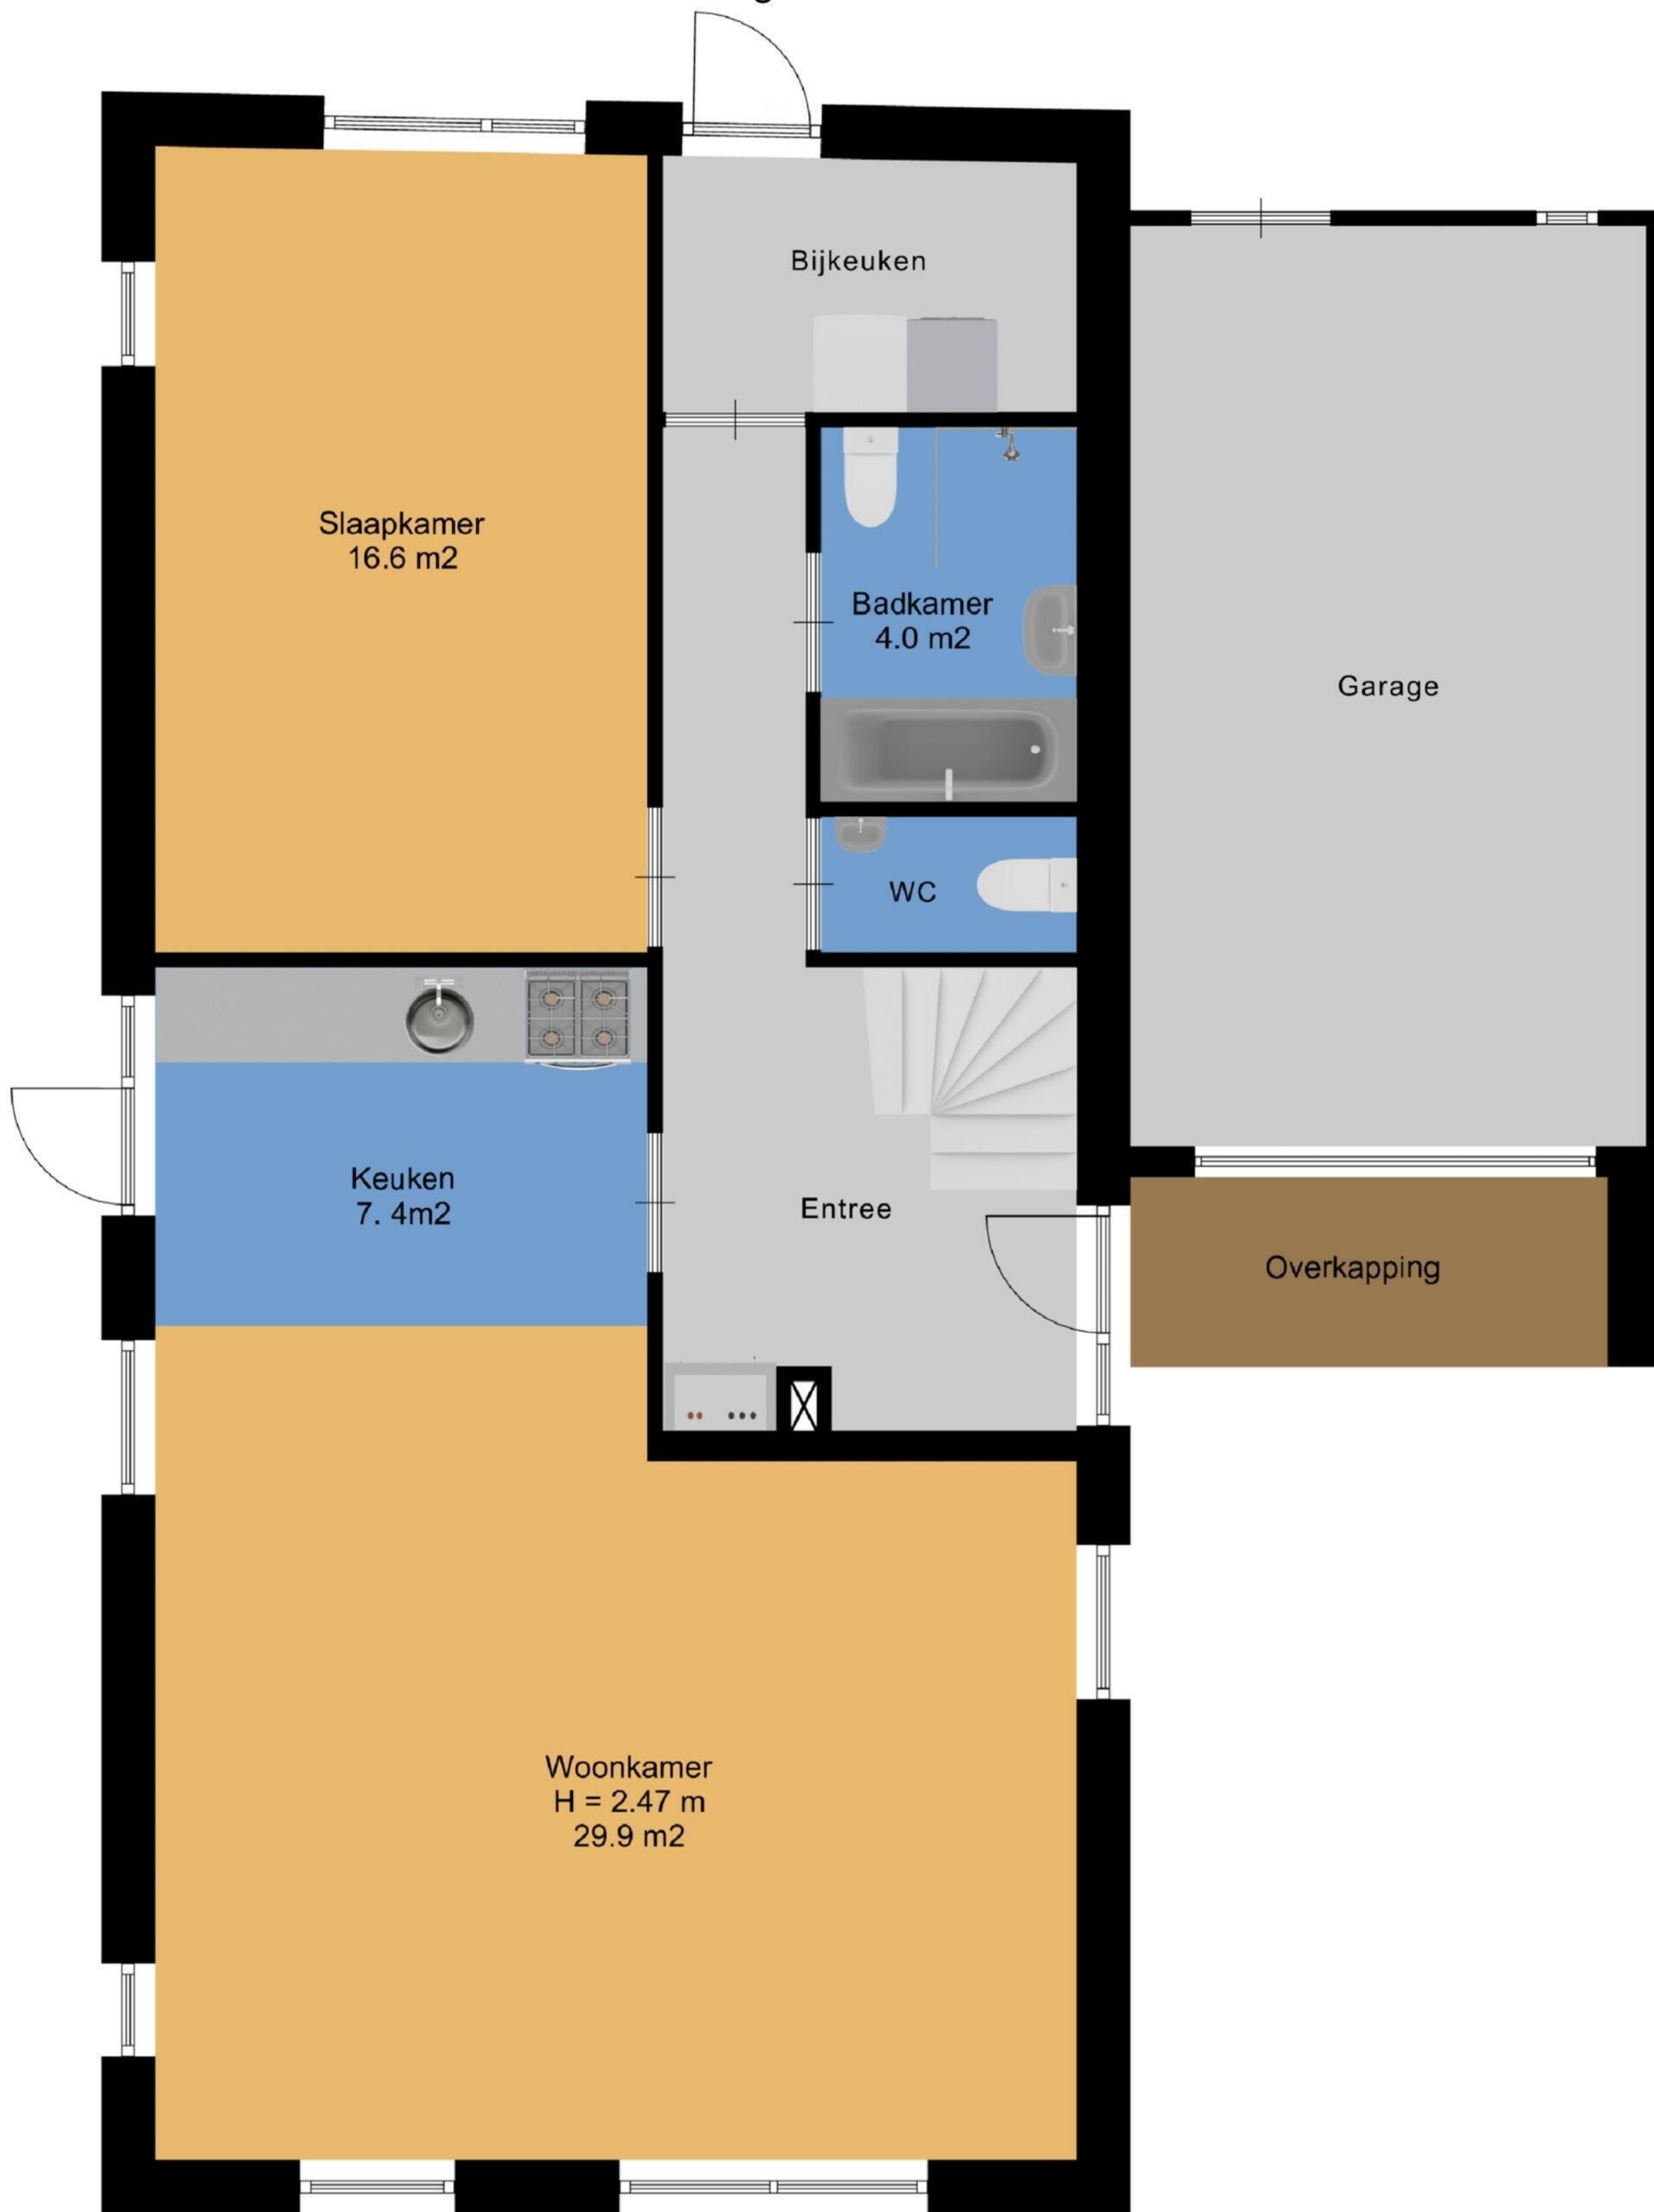 Bijkeuken
Slaapkamer
16.6 m2
Badkamer
4.0 m2
Garage
WC
Keuken
7. 4m2
Entree
Overkapping
Woonkamer
H = 2.47 m
29.9 m2